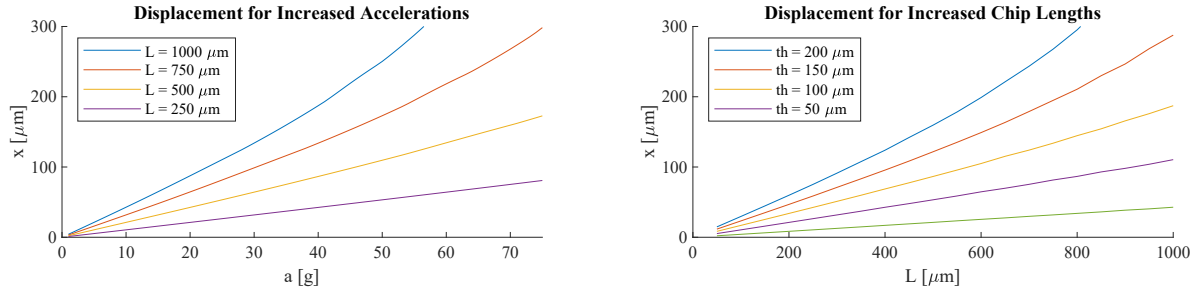 Displacement for Increased Accelerations
300
200
100
0
x [μm]
L = 1000 μm
L = 750 μm
L = 500 μm
L = 250 μm
0 10 20 30 40 50 60 70
a [g]
Displacement for Increased Chip Lengths
300
200
100
0
x [μm]
th = 200 μm
th = 150 μm
th = 100 μm
th = 50 μm
200 400 600 800 1000
L [μm]